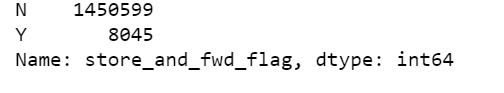 N    1450599
Y       8045
Name: store_and_fwd_flag, dtype: int64